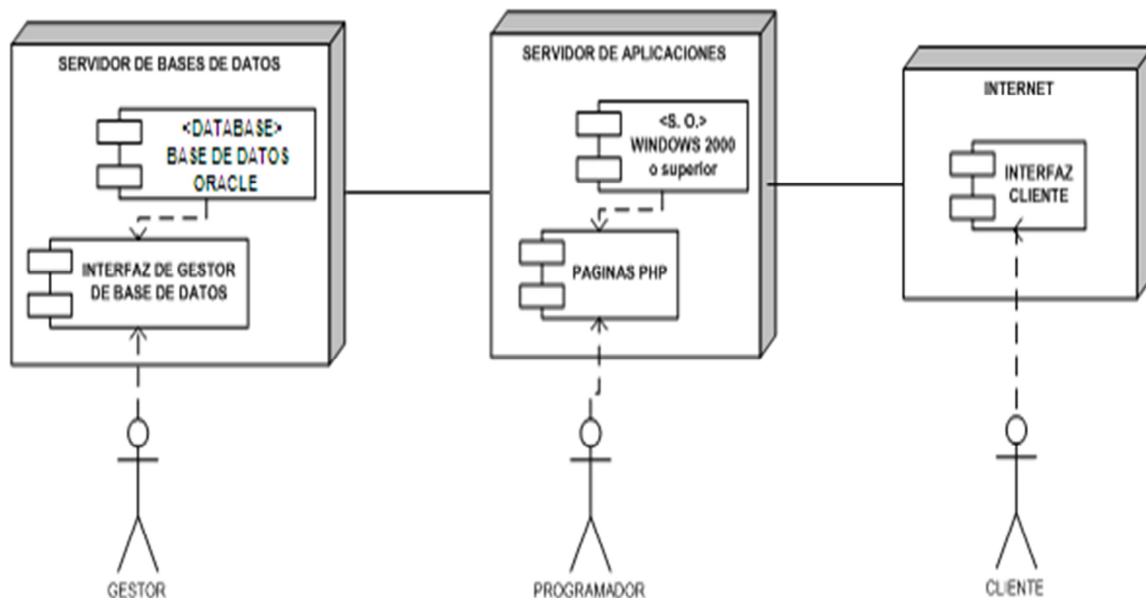 SERVIDOR DE BASES DE DATOS
<DATABASE>
BASE DE DATOS
ORACLE
INTERFAZ DE GESTOR
DE BASE DE DATOS
GESTOR
SERVIDOR DE APLICACIONES
<S. O.>
WINDOWS 2000
o superior
PAGINAS PHP
PROGRAMADOR
INTERNET
INTERFAZ
CLIENTE
CLIENTE